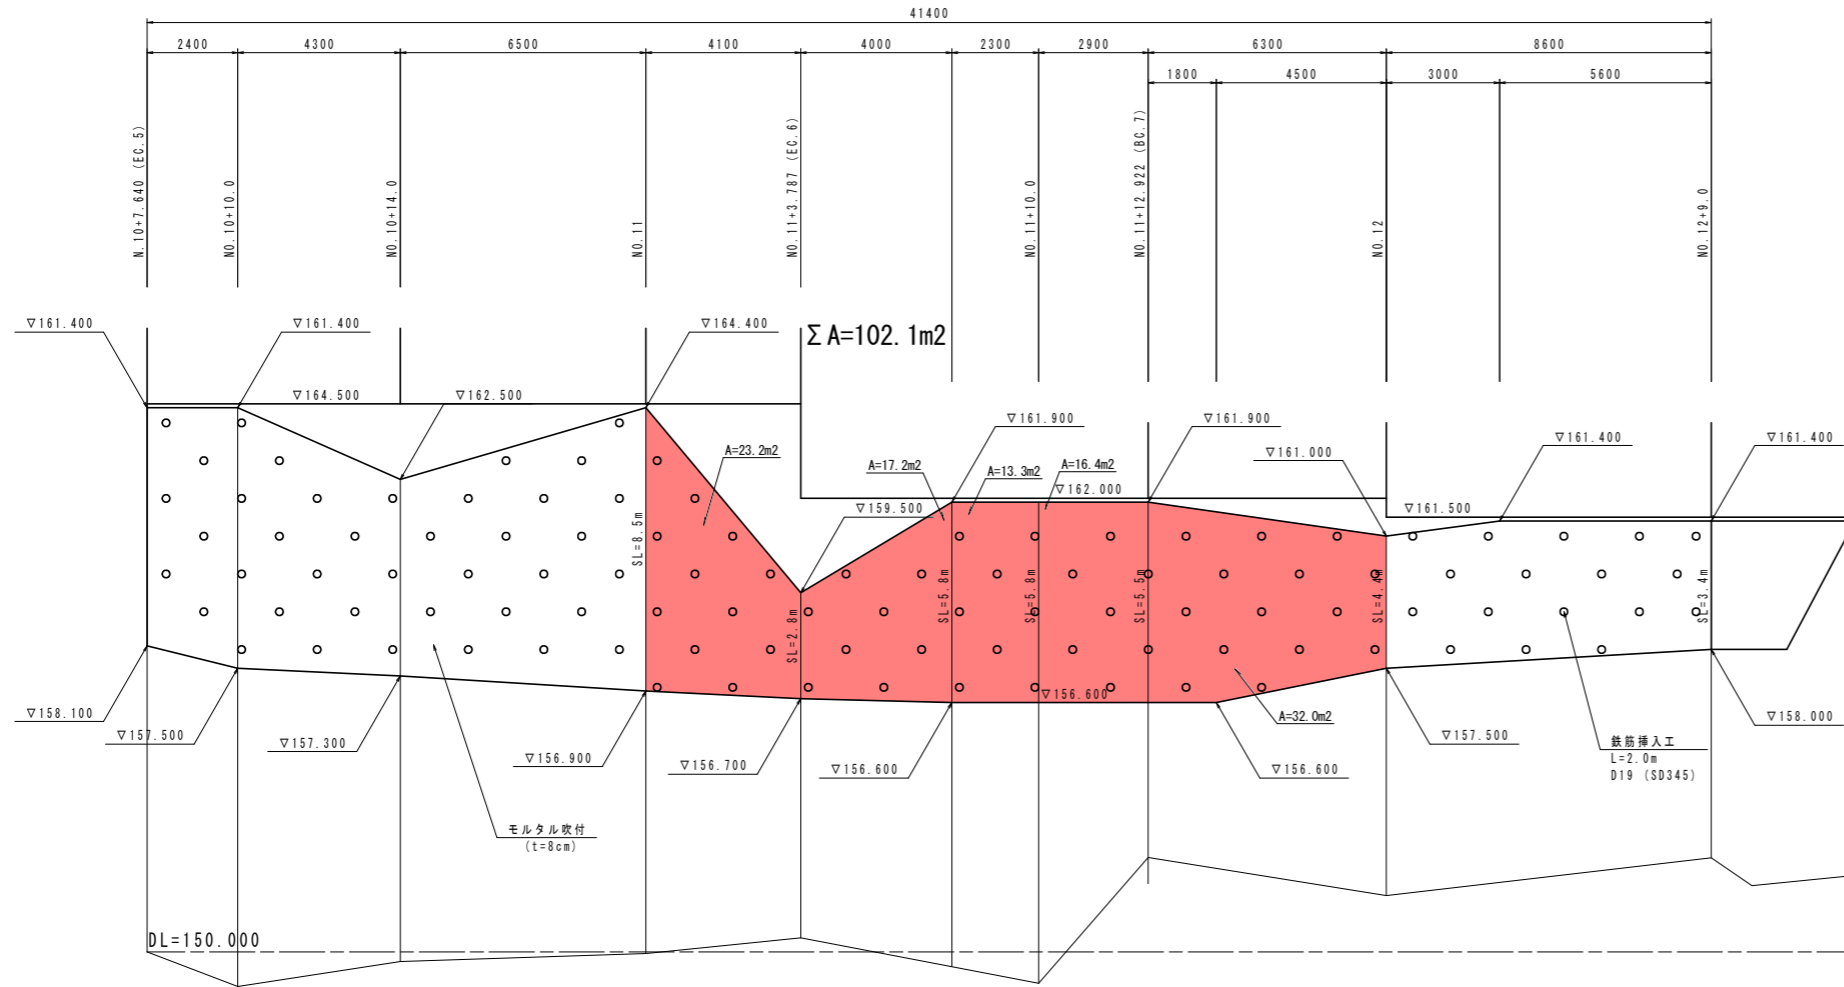 41400
2400
4300
6500
4100
4000
2300
2900
6300
8600
1800
4500
3000
5600
N.10+7.640 (EC.5)
NO.10+10.0
NO.10+14.0
NO.11
NO.11+3.787 (EC.6)
NO.11+10.0
NO.11+12.922 (BC.7)
NO.12
NO.12+9.0
▽161.400
▽161.400
▽164.400
ΣA=102.1m2
▽164.500
▽162.500
▽161.900
▽161.900
▽161.000
▽161.400
▽161.400
A=23.2m2
A=17.2m2
A=13.3m2
A=16.4m2
▽162.000
▽159.500
▽161.500
SL=8.5m
SL=2.8m
SL=5.8m
SL=5.8m
SL=5.5m
SL=4.4m
SL=3.4m
▽156.600
▽158.100
▽157.500
▽157.300
▽156.900
▽156.700
▽156.600
A=32.0m2
▽156.600
▽157.500
▽158.000
鉄筋挿入工
L=2.0m
D19 (SD345)
モルタル吹付
(t=8cm)
DL=150.000